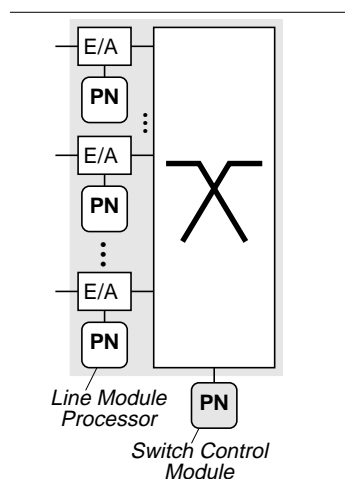 E/A
PN
E/A
PN
E/A
PN
Line Module
Processor
PN
Switch Control
Module